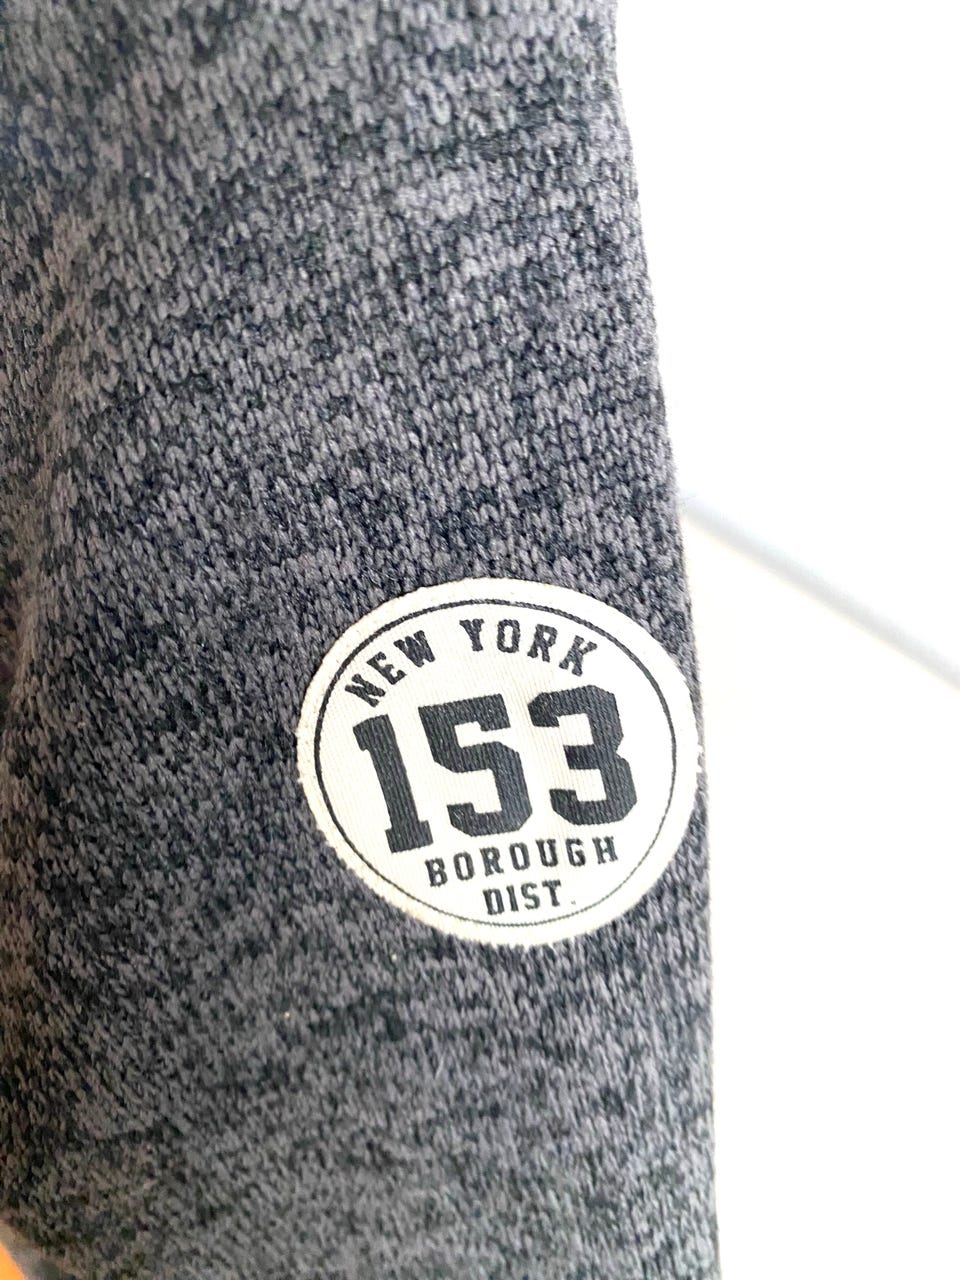 NEW YORK
153
BOROUGH
DIST.